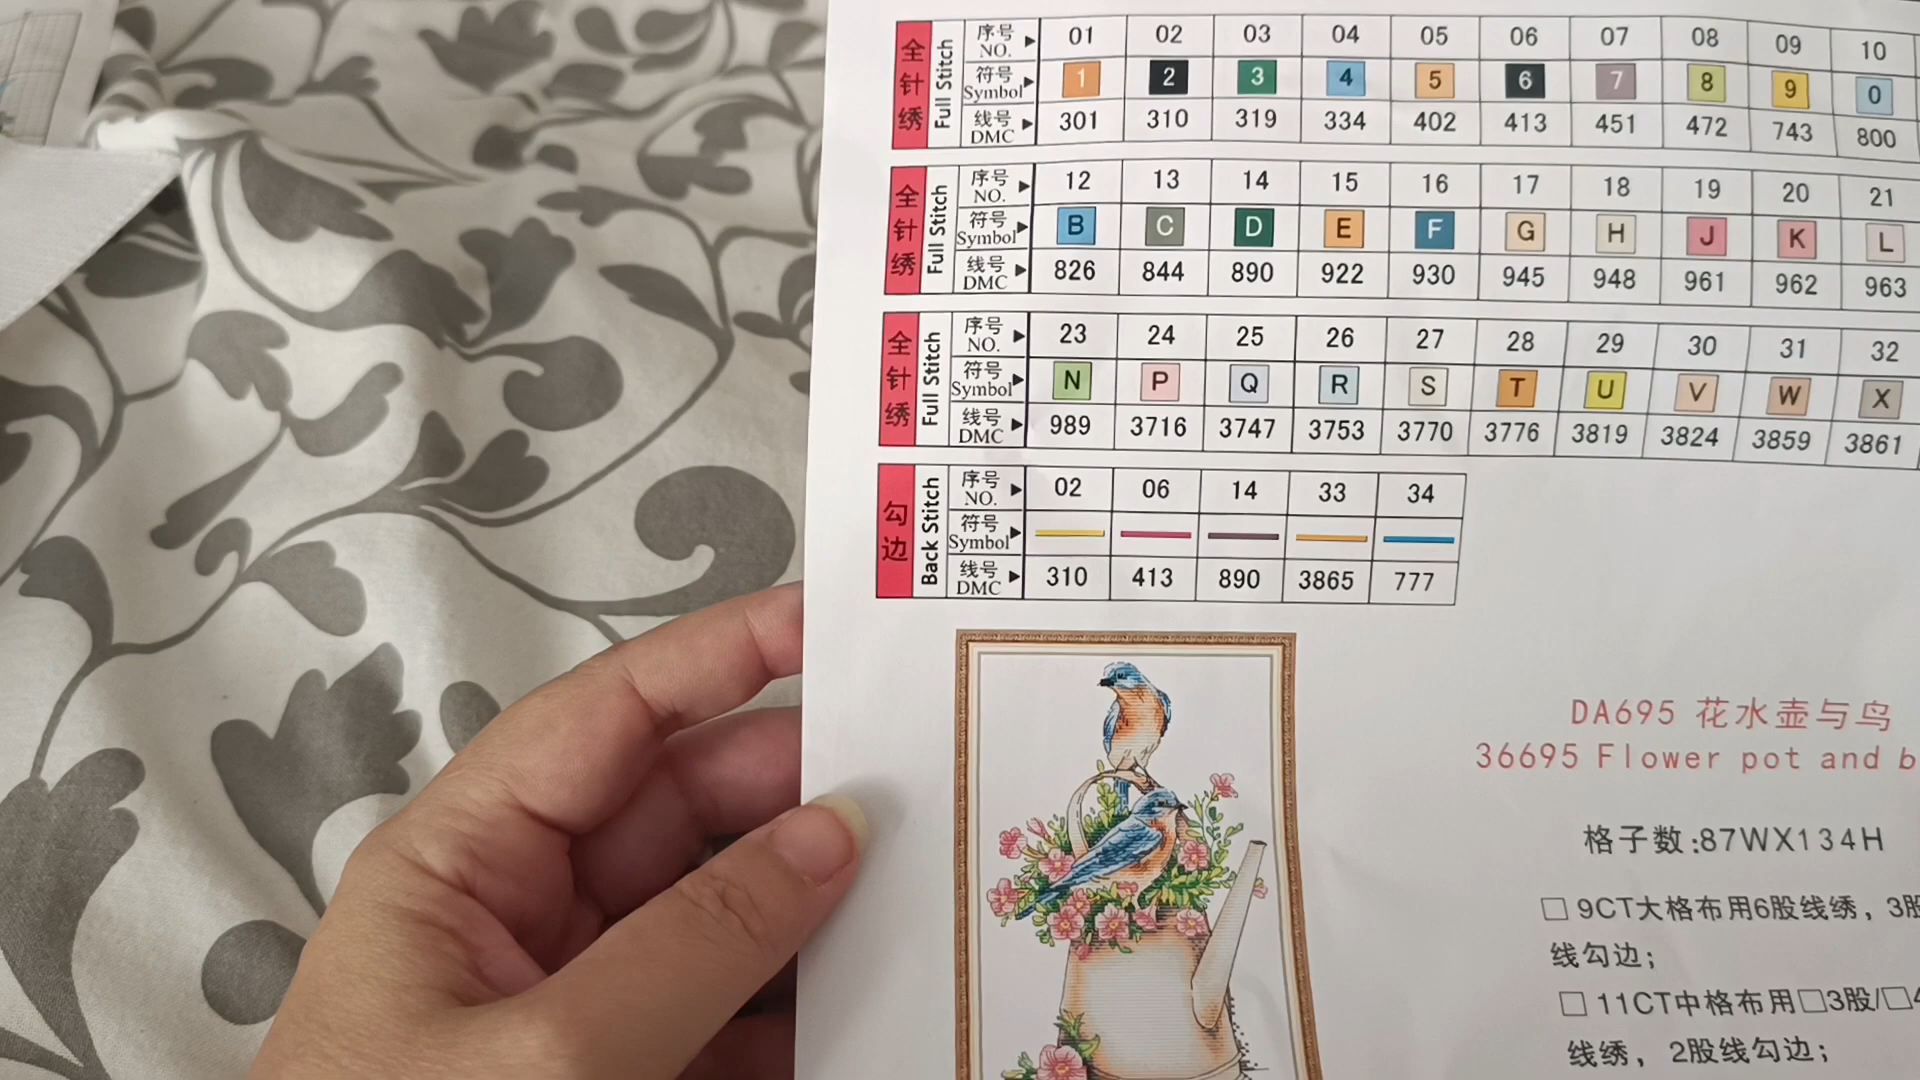 全针绣 Full Stitch
序号 NO. ▶ 01 02 03 04 05 06 07 08 09 10
符号 Symbol ▶ 1 2 3 4 5 6 7 8 9 0
线号 DMC ▶ 301 310 319 334 402 413 451 472 743 800
全针绣 Full Stitch
序号 NO. ▶ 12 13 14 15 16 17 18 19 20 21
符号 Symbol ▶ B C D E F G H J K L
线号 DMC ▶ 826 844 890 922 930 945 948 961 962 963
全针绣 Full Stitch
序号 NO. ▶ 23 24 25 26 27 28 29 30 31 32
符号 Symbol ▶ N P Q R S T U V W X
线号 DMC ▶ 989 3716 3747 3753 3770 3776 3819 3824 3859 3861
勾边 Back Stitch
序号 NO. ▶ 02 06 14 33 34
符号 Symbol ▶
线号 DMC ▶ 310 413 890 3865 777
DA695 花水壶与鸟
36695 Flower pot and b
格子数:87WX134H
□ 9CT大格布用6股线绣，3股
线勾边；
□ 11CT中格布用□3股/□4
线绣，2股线勾边；